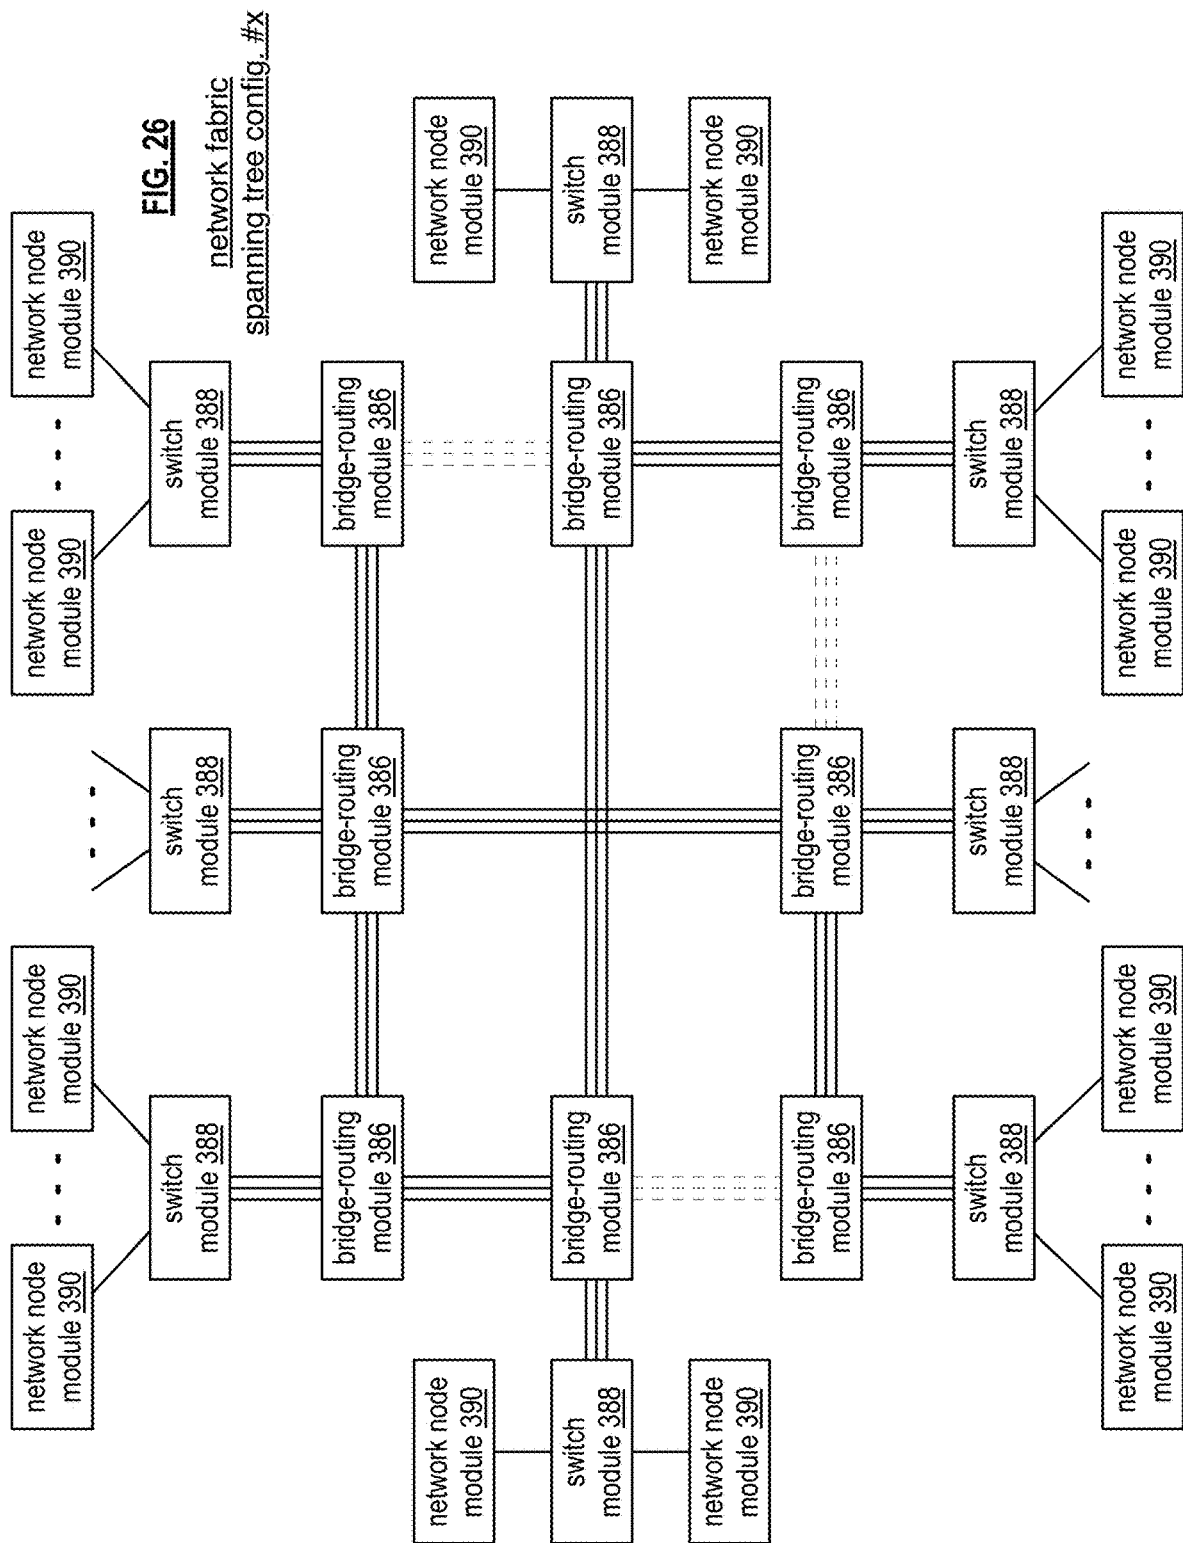 network node
module 390
network node
module 390
network node
module 390
network node
module 390
FIG. 26
network fabric
spanning tree config. #x
switch
module 388
switch
module 388
switch
module 388
bridge-routing
module 386
bridge-routing
module 386
bridge-routing
module 386
network node
module 390
network node
module 390
switch
module 388
bridge-routing
module 386
bridge-routing
module 386
switch
module 388
network node
module 390
network node
module 390
bridge-routing
module 386
bridge-routing
module 386
bridge-routing
module 386
switch
module 388
switch
module 388
switch
module 388
network node
module 390
network node
module 390
network node
module 390
network node
module 390